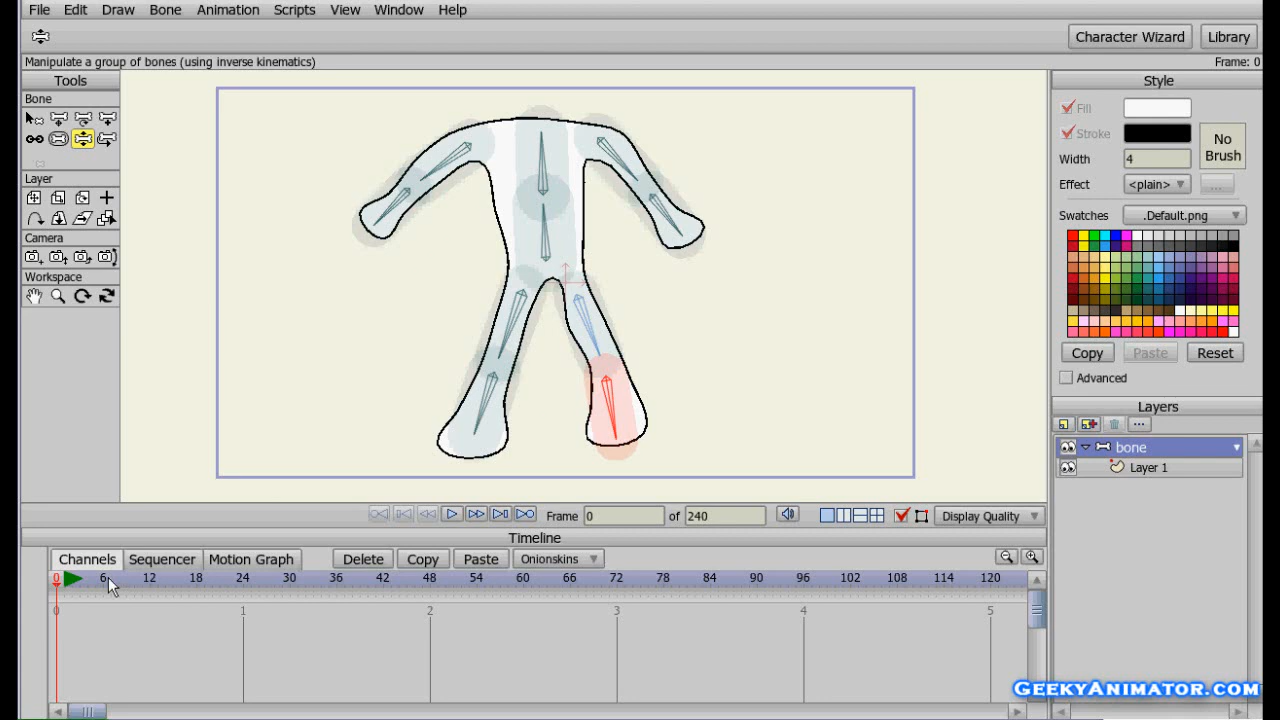 File Edit Draw Bone Animation Scripts View Window Help
Character Wizard Library
Manipulate a group of bones (using inverse kinematics) Frame: 0
Tools
Bone
Layer
Camera
Workspace
Style
Fill
Stroke
No
Brush
Width 4
Effect <plain> ...
Swatches .Default.png
Copy Paste Reset
Advanced
Layers
bone
Layer 1
Frame 0 of 240 Display Quality
Timeline
Channels Sequencer Motion Graph Delete Copy Paste Onionskins
0 6 12 18 24 30 36 42 48 54 60 66 72 78 84 90 96 102 108 114 120
0 1 2 3 4 5
GeekyAnimator.com